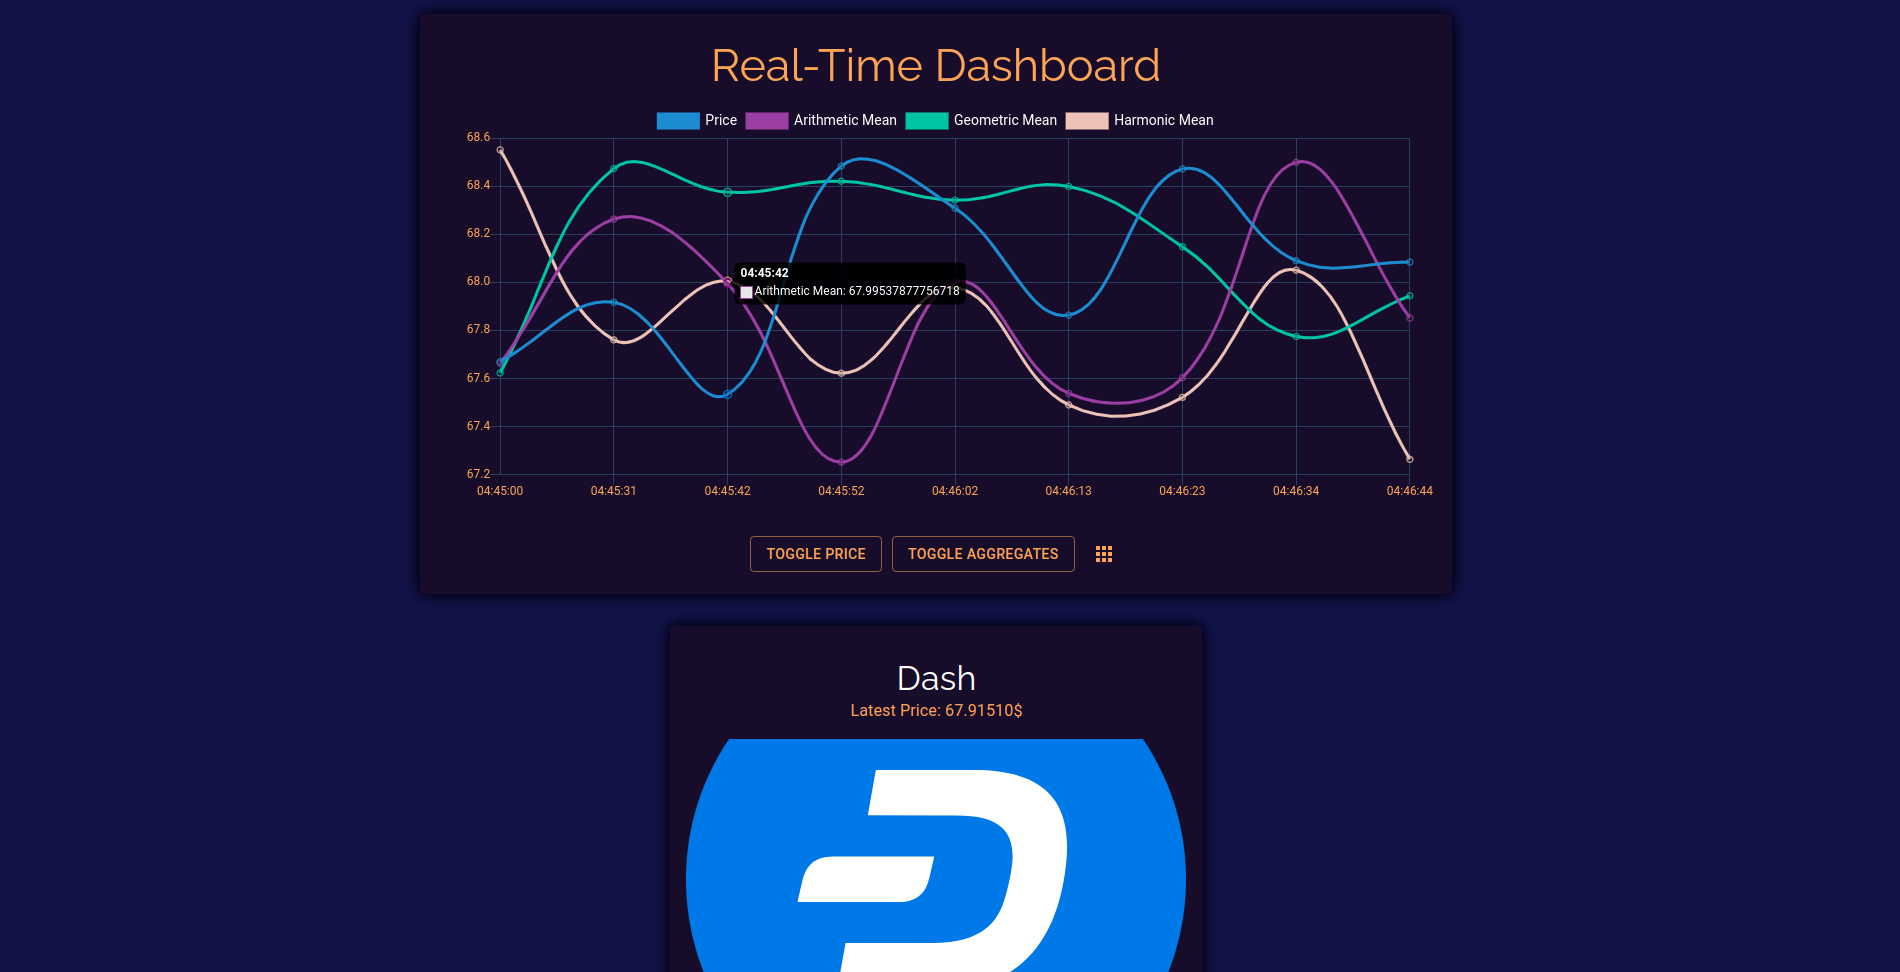 Real-Time Dashboard
Price Arithmetic Mean Geometric Mean Harmonic Mean
68.6
68.4
68.2
68.0
67.8
67.6
67.4
67.2
04:45:42
Arithmetic Mean: 67.99537877756718
04:45:00 04:45:31 04:45:42 04:45:52 04:46:02 04:46:13 04:46:23 04:46:34 04:46:44
TOGGLE PRICE TOGGLE AGGREGATES
Dash
Latest Price: 67.91510$